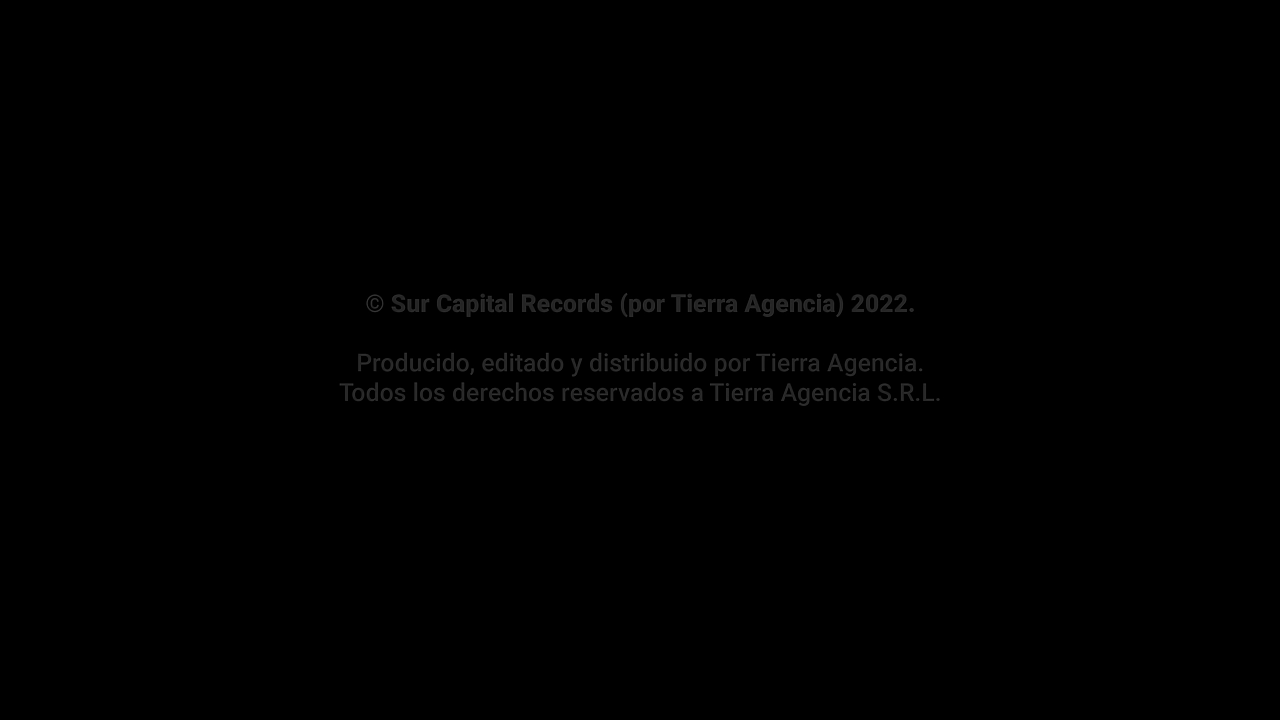 © Sur Capital Records (por Tierra Agencia) 2022.
Producido, editado y distribuido por Tierra Agencia.
Todos los derechos reservados a Tierra Agencia S.R.L.